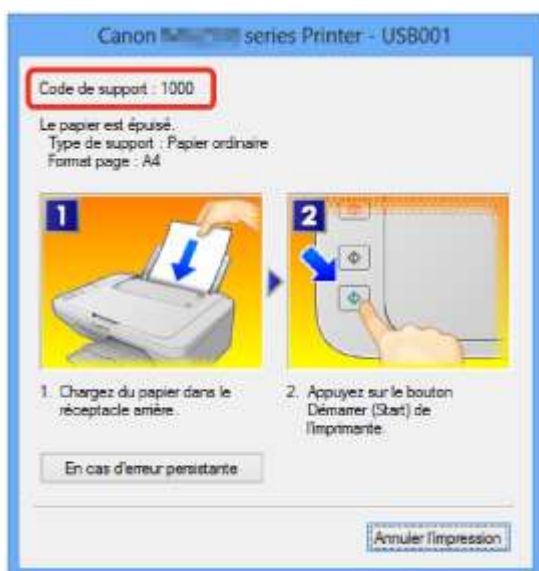 Canon series Printer - USB001
Code de support : 1000
Le papier est épuisé.
Type de support : Papier ordinaire
Format page : A4
1
2
1. Chargez du papier dans le
réceptacle arrière.
2. Appuyez sur le bouton
Démarrer (Start) de
l'imprimante.
En cas d'erreur persistante
Annuler l'impression